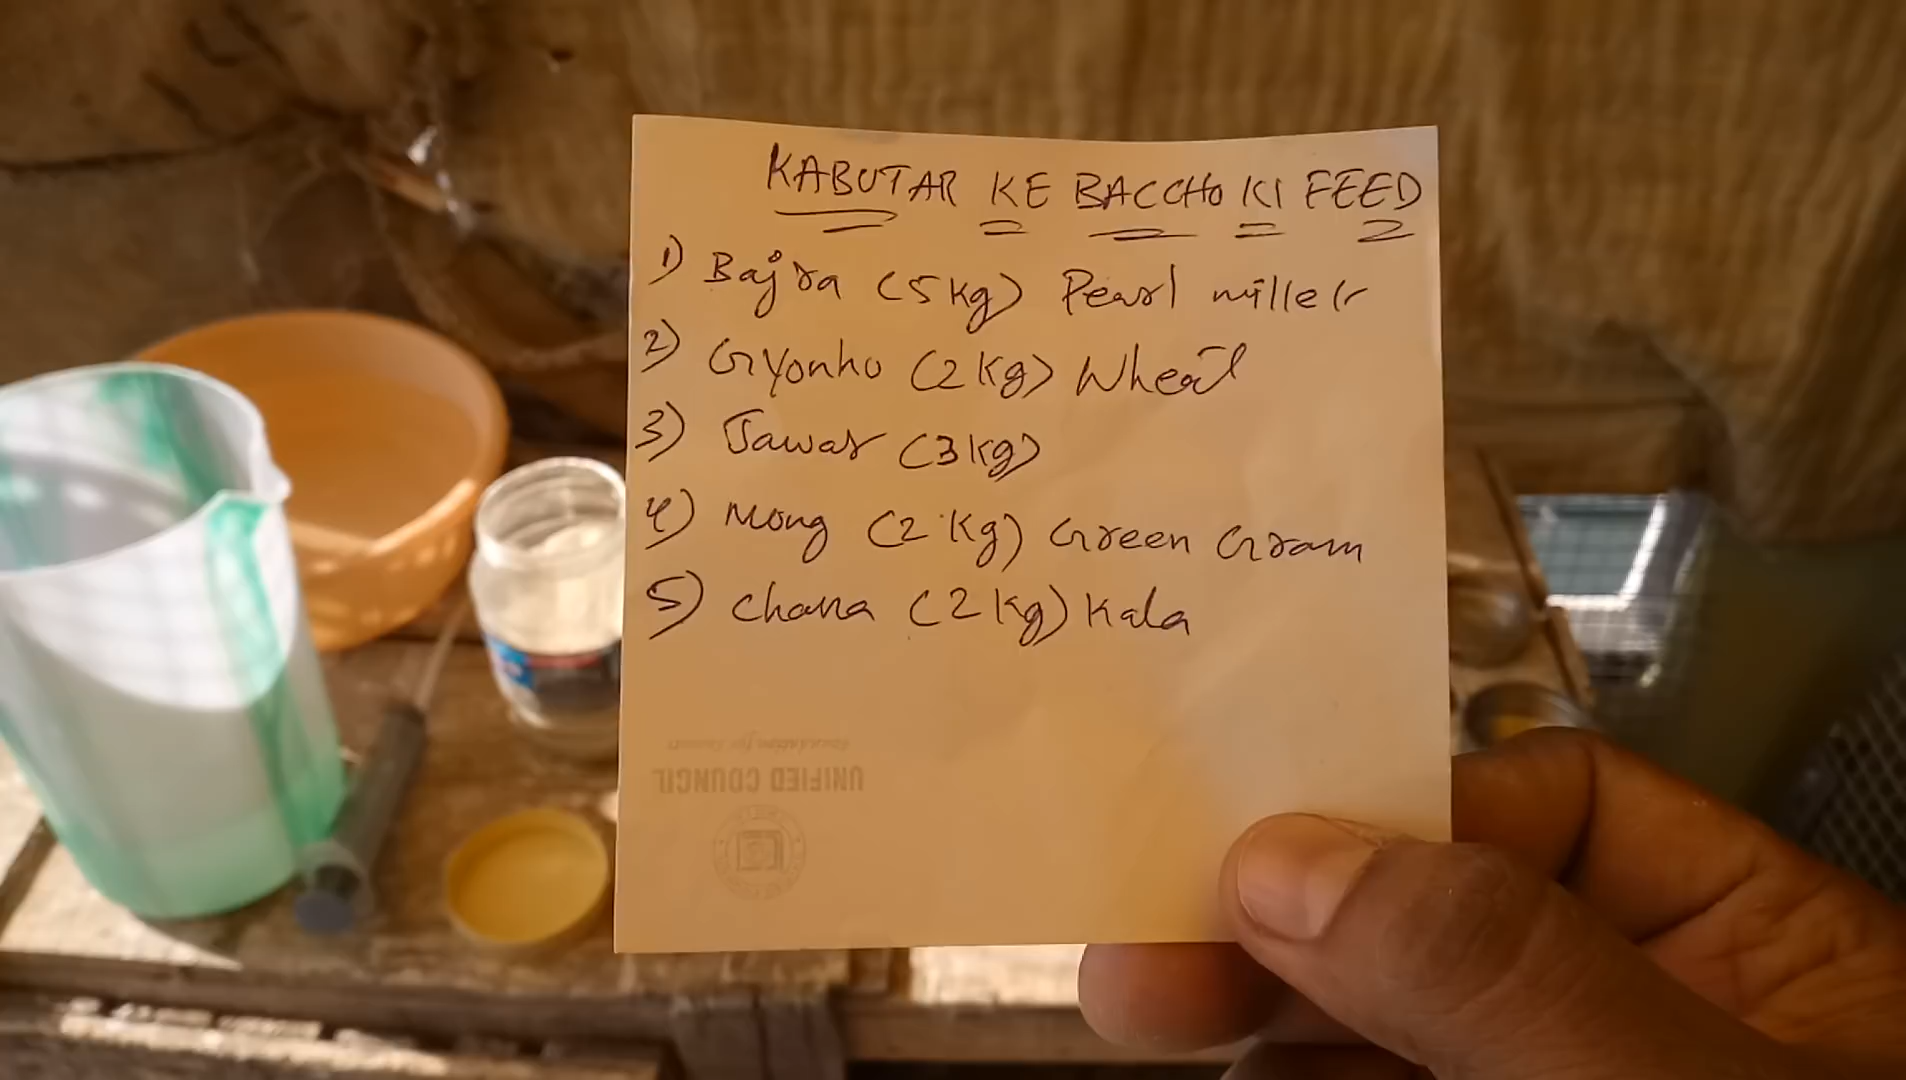 KABUTAR KE BACCHO KI FEED
1) Bajra (5kg) Pearl millet
2) Gyonho (2kg) Wheat
3) Jawar (3kg)
4) Mong (2kg) Green Gram
5) Chana (2kg) Kala
UNIFIED COUNCIL